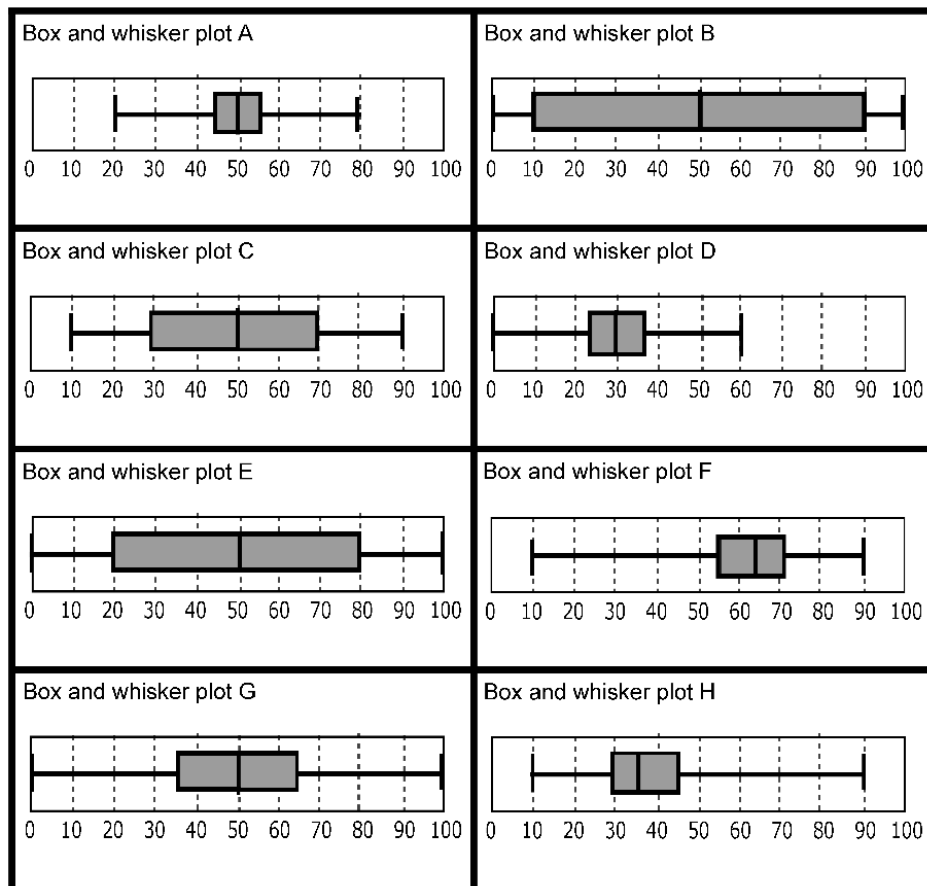 Box and whisker plot A
0 10 20 30 40 50 60 70 80 90 100
Box and whisker plot B
0 10 20 30 40 50 60 70 80 90 100
Box and whisker plot C
0 10 20 30 40 50 60 70 80 90 100
Box and whisker plot D
0 10 20 30 40 50 60 70 80 90 100
Box and whisker plot E
0 10 20 30 40 50 60 70 80 90 100
Box and whisker plot F
0 10 20 30 40 50 60 70 80 90 100
Box and whisker plot G
0 10 20 30 40 50 60 70 80 90 100
Box and whisker plot H
0 10 20 30 40 50 60 70 80 90 100